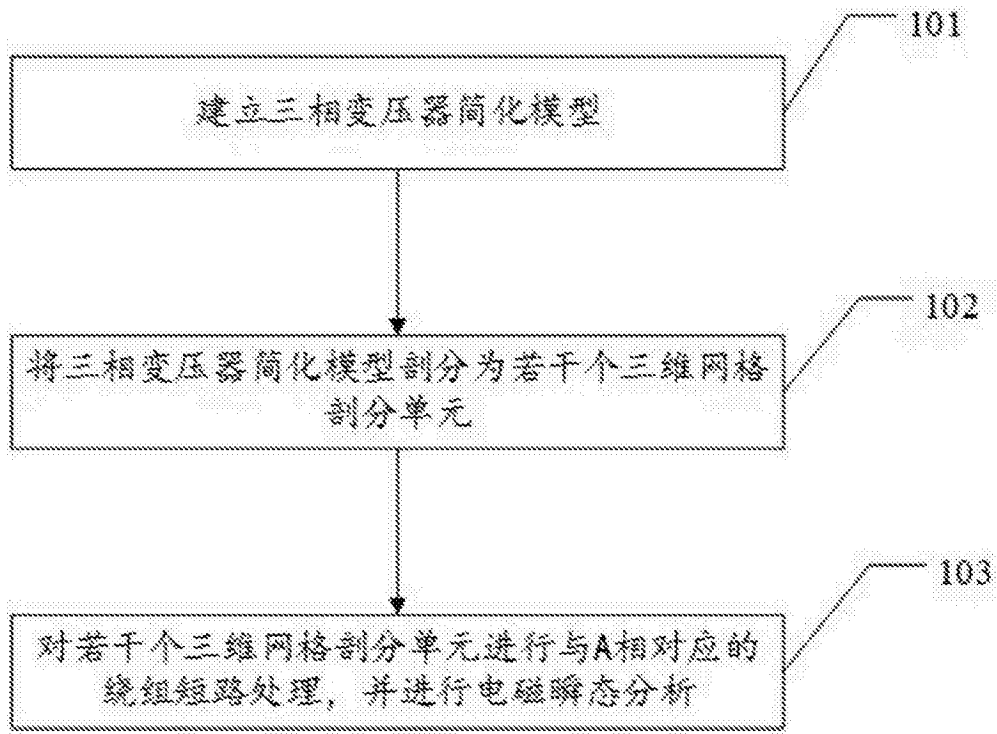 101
建立三相变压器简化模型
102
将三相变压器简化模型剖分为若干个三维网格
剖分单元
103
对若干个三维网格剖分单元进行与A相对应的
绕组短路处理，并进行电磁瞬态分析